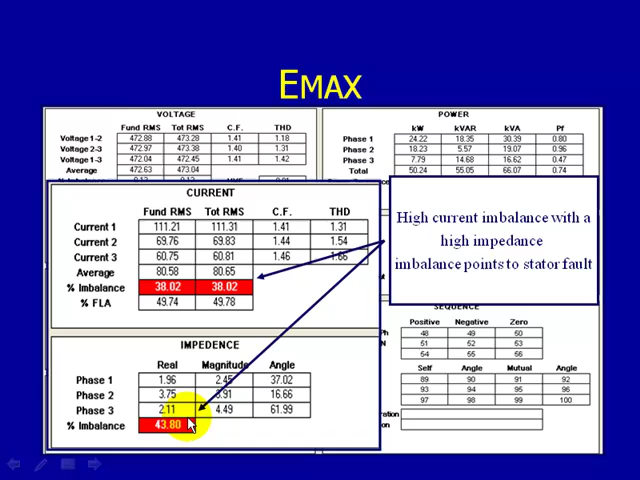 EMAX
VOLTAGE
Fund RMS Tot RMS C.F. THD
Voltage 1-2 472.88 473.28 1.41 1.18
Voltage 2-3 472.97 473.38 1.40 1.31
Voltage 1-3 472.04 472.45 1.41 1.42
Average 472.63 473.04
% Imbalance 0.13 0.13
POWER
kW kVAR kVA Pf
Phase 1 24.22 18.35 30.39 0.80
Phase 2 18.23 5.57 19.07 0.96
Phase 3 7.79 14.68 16.62 0.47
Total 50.24 55.05 66.07 0.74
CURRENT
Fund RMS Tot RMS C.F. THD
Current 1 111.21 111.31 1.41 1.31
Current 2 69.76 69.83 1.44 1.54
Current 3 60.75 60.81 1.46 1.66
Average 80.58 80.65
% Imbalance 38.02 38.02
% FLA 49.74 49.78
High current imbalance with a
high impedance
imbalance points to stator fault
IMPEDENCE
Real Magnitude Angle
Phase 1 1.96 2.45 37.02
Phase 2 3.75 3.91 16.66
Phase 3 2.11 4.49 61.99
% Imbalance 43.80
SEQUENCE
Positive Negative Zero
48 49 50
51 52 53
54 55 56
Self Angle Mutual Angle
89 90 91 92
93 94 95 96
97 98 99 100